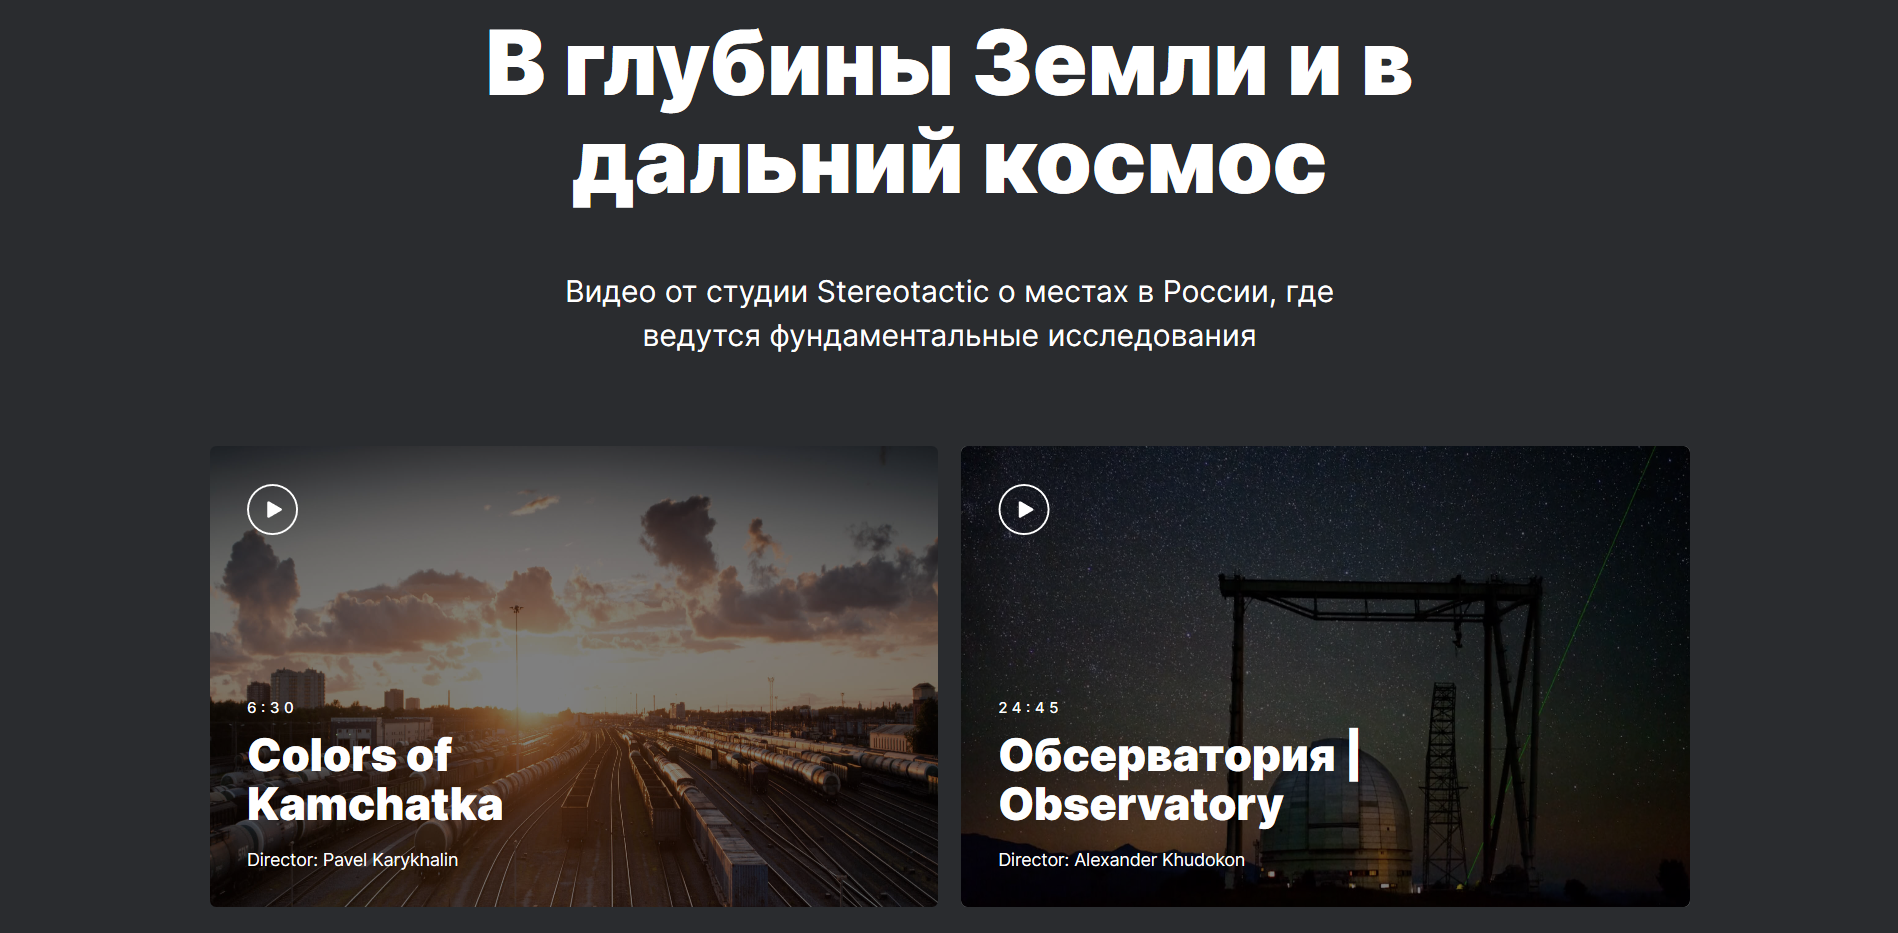 В глубины Земли и в
дальний космос
Видео от студии Stereotactic о местах в России, где
ведутся фундаментальные исследования
6:30
Colors of
Kamchatka
Director: Pavel Karykhalin
24:45
Обсерватория |
Observatory
Director: Alexander Khudokon